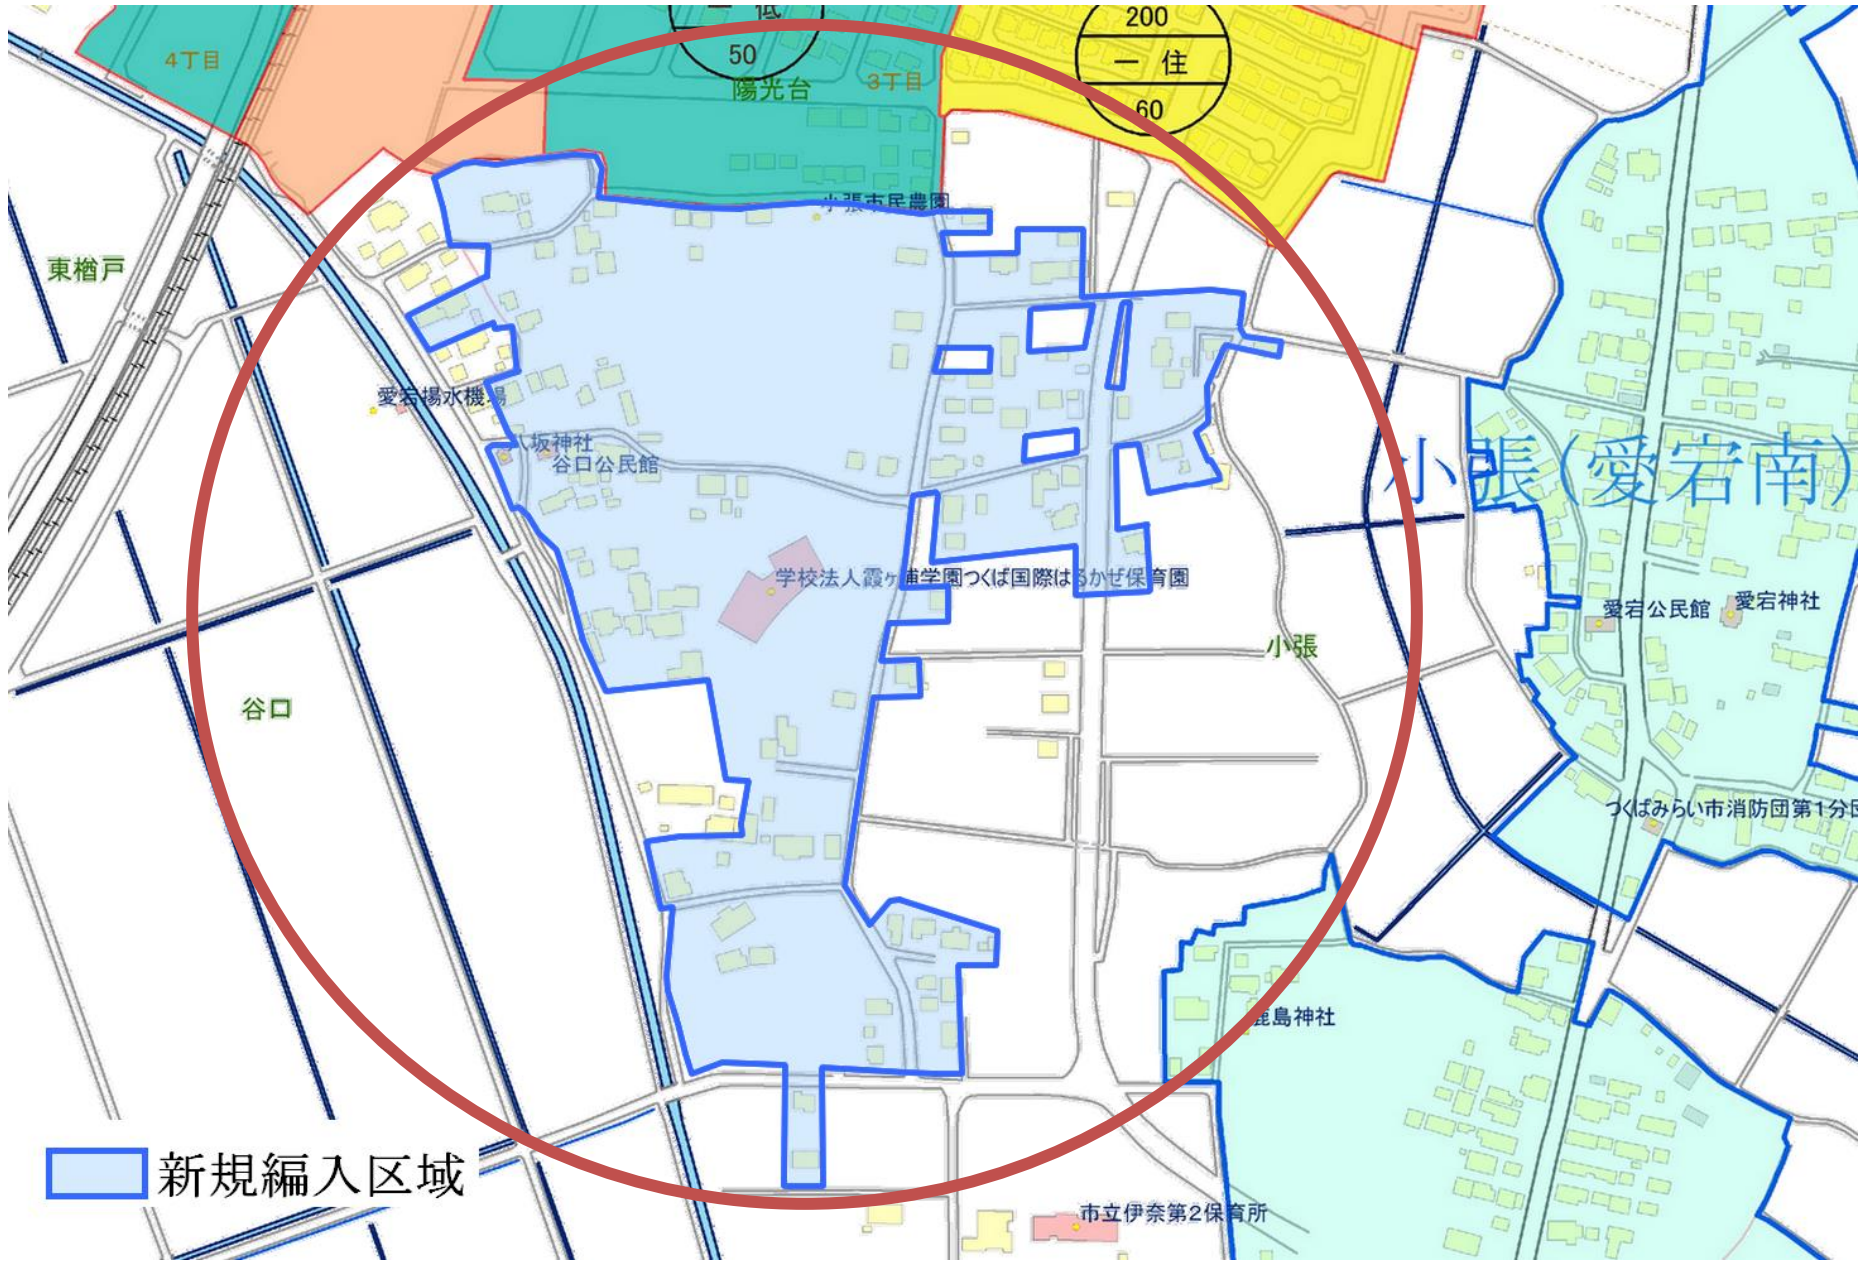 一 低
50
200
一 住
60
4丁目
陽光台
3丁目
小張市民農園
東楢戸
愛宕揚水機場
八坂神社
谷口公民館
小張(愛宕南)
学校法人霞ヶ浦学園つくば国際はるかぜ保育園
愛宕公民館
愛宕神社
小張
谷口
つくばみらい市消防団第1分団
鹿島神社
新規編入区域
市立伊奈第2保育所